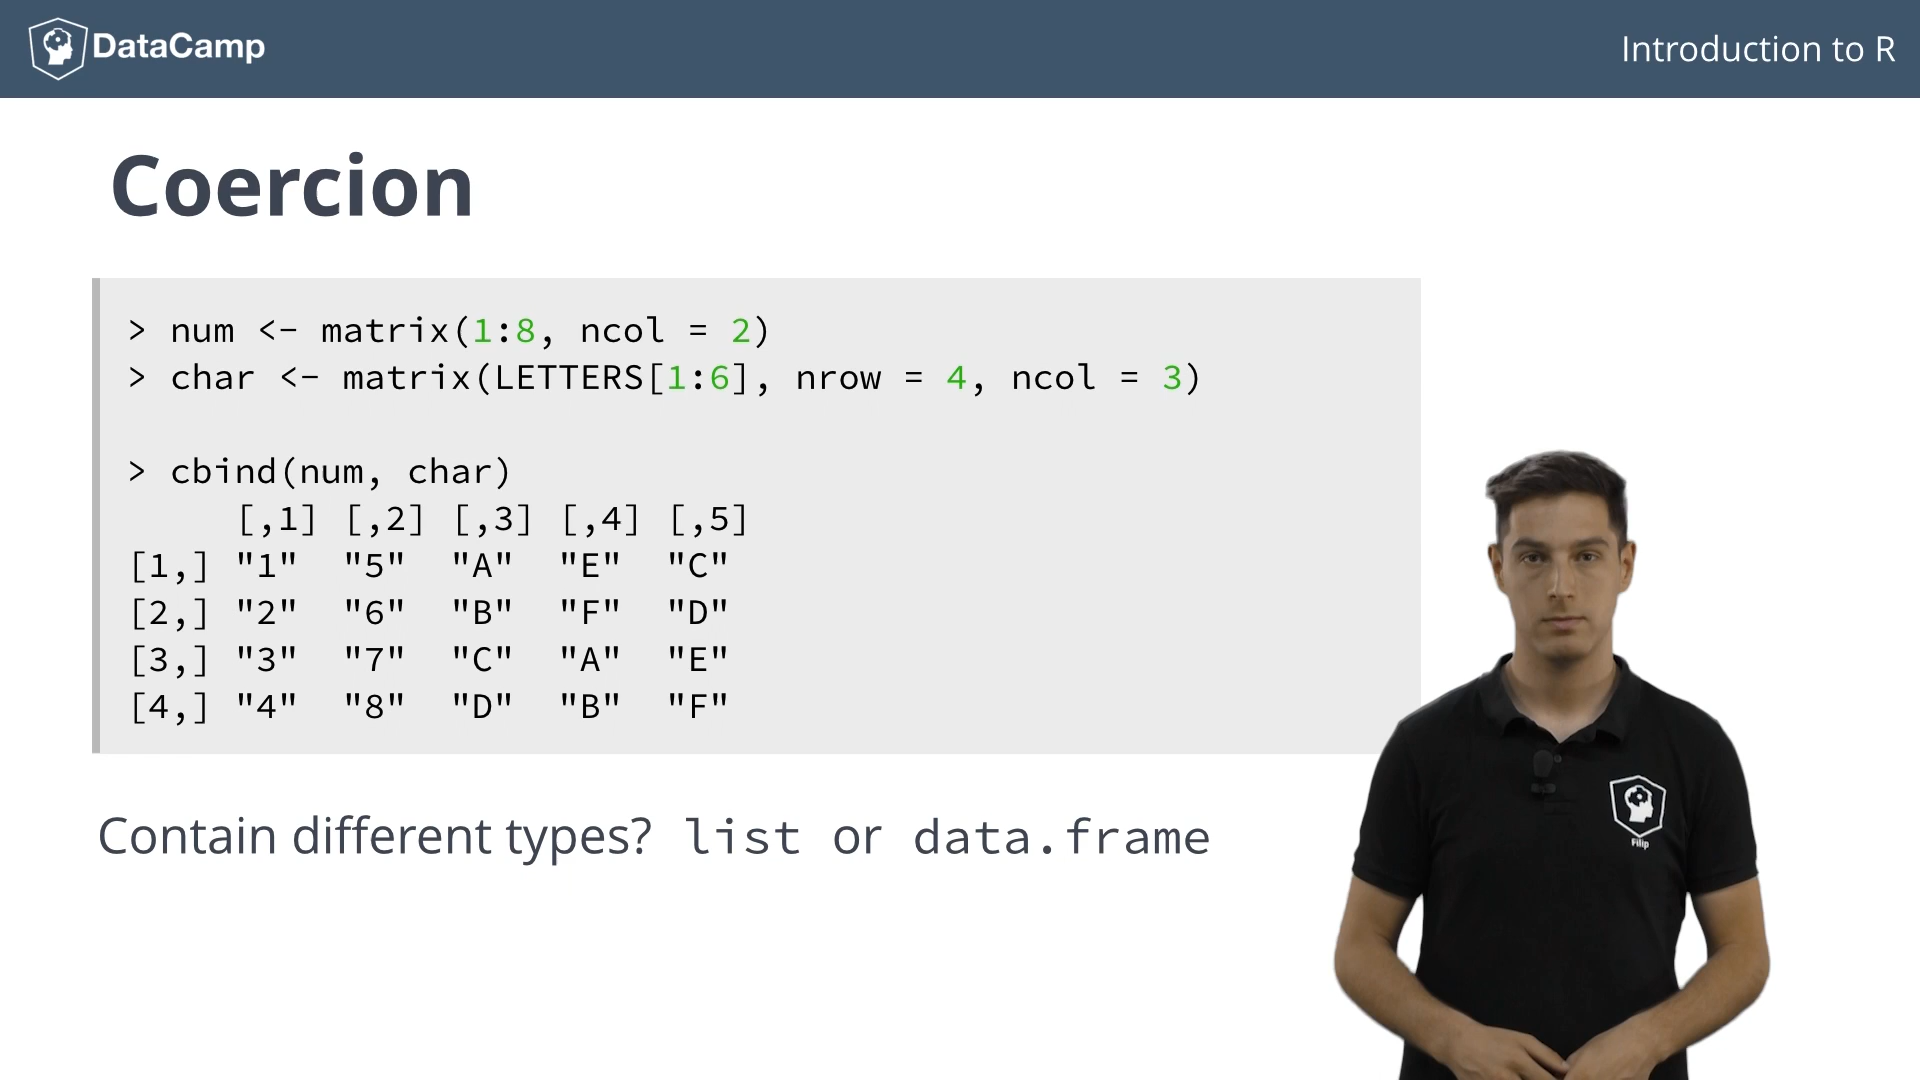 DataCamp
Introduction to R
Coercion
> num <- matrix(1:8, ncol = 2)
> char <- matrix(LETTERS[1:6], nrow = 4, ncol = 3)
> cbind(num, char)
     [,1] [,2] [,3] [,4] [,5]
[1,] "1"  "5"  "A"  "E"  "C"
[2,] "2"  "6"  "B"  "F"  "D"
[3,] "3"  "7"  "C"  "A"  "E"
[4,] "4"  "8"  "D"  "B"  "F"
Contain different types? list or data.frame
Filip